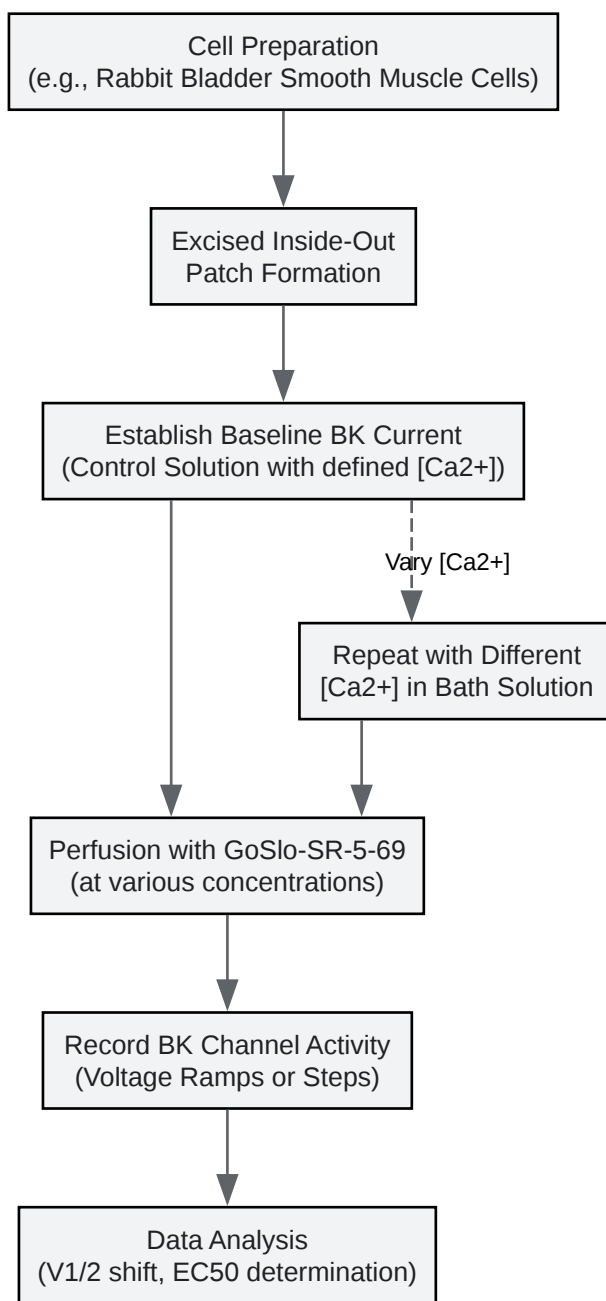 Cell Preparation
(e.g., Rabbit Bladder Smooth Muscle Cells)
Excised Inside-Out
Patch Formation
Establish Baseline BK Current
(Control Solution with defined [Ca2+])
Vary [Ca2+]
Repeat with Different
[Ca2+] in Bath Solution
Perfusion with GoSlo-SR-5-69
(at various concentrations)
Record BK Channel Activity
(Voltage Ramps or Steps)
Data Analysis
(V1/2 shift, EC50 determination)